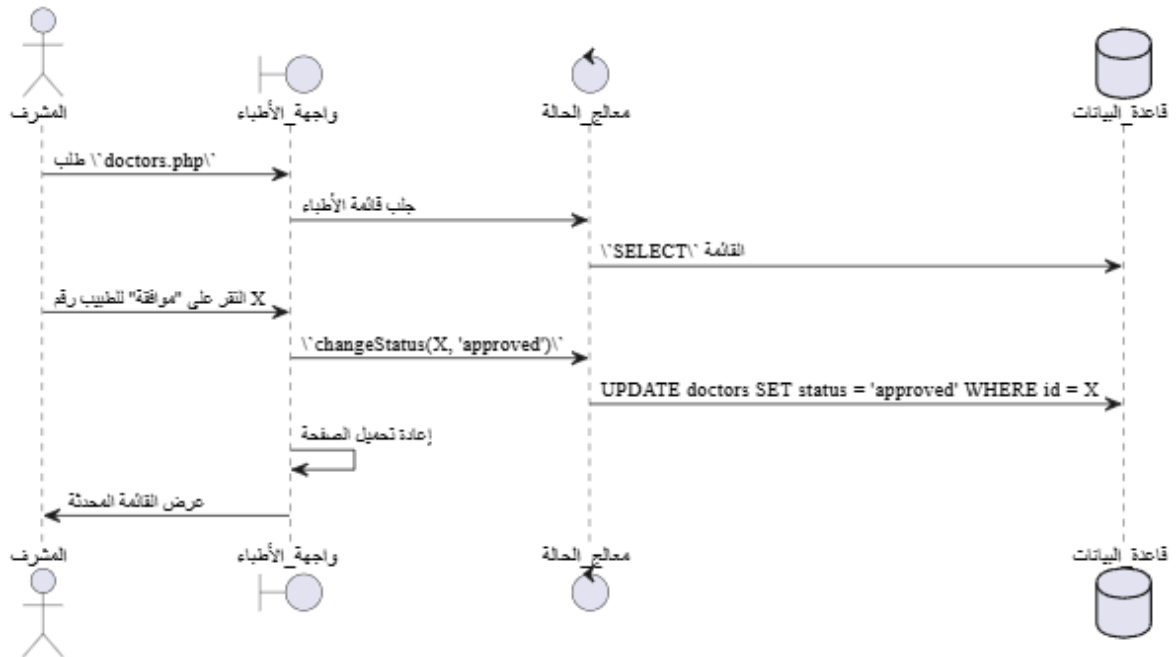 المشرف
واجهة_الأطباء
معالج_الحالة
قاعدة_البيانات
طلب \`doctors.php\`
جلب قائمة الأطباء
\`SELECT\` القائمة
النقر على "موافقة" للطبيب رقم X
\`changeStatus(X, 'approved')\`
UPDATE doctors SET status = 'approved' WHERE id = X
إعادة تحميل الصفحة
عرض القائمة المحدثة
المشرف
واجهة_الأطباء
معالج_الحالة
قاعدة_البيانات